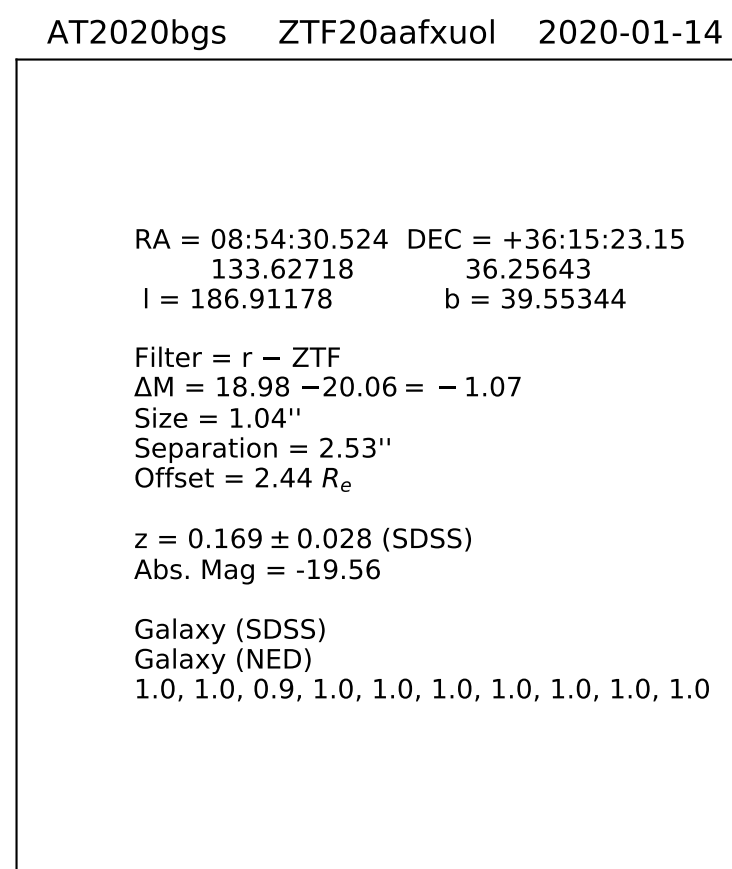 AT2020bgs ZTF20aafxuol 2020-01-14
RA = 08:54:30.524 DEC = +36:15:23.15
133.62718 36.25643
l = 186.91178 b = 39.55344
Filter = r − ZTF
ΔM = 18.98 −20.06 = − 1.07
Size = 1.04''
Separation = 2.53''
Offset = 2.44 Rₑ
z = 0.169 ± 0.028 (SDSS)
Abs. Mag = -19.56
Galaxy (SDSS)
Galaxy (NED)
1.0, 1.0, 0.9, 1.0, 1.0, 1.0, 1.0, 1.0, 1.0, 1.0